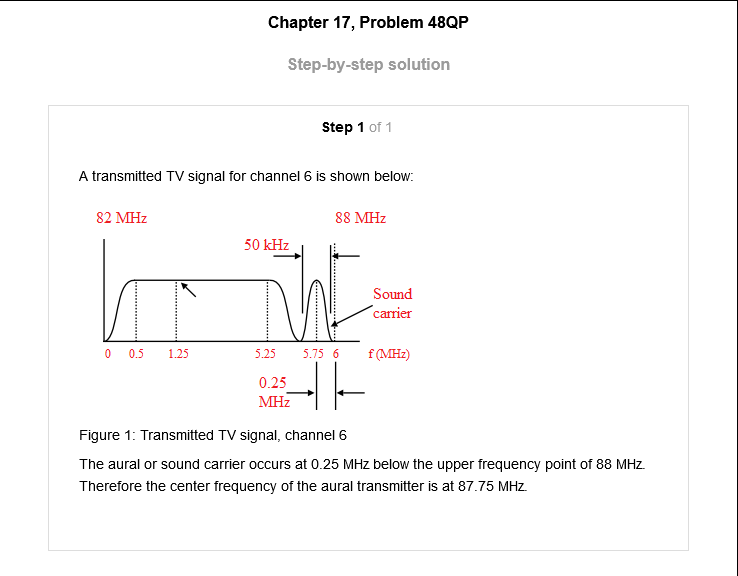 Chapter 17, Problem 48QP
Step-by-step solution
Step 1 of 1
A transmitted TV signal for channel 6 is shown below:
82 MHz 88 MHz
50 kHz
Sound
carrier
0 0.5 1.25 5.25 5.75 6 f (MHz)
0.25
MHz
Figure 1: Transmitted TV signal, channel 6
The aural or sound carrier occurs at 0.25 MHz below the upper frequency point of 88 MHz.
Therefore the center frequency of the aural transmitter is at 87.75 MHz.